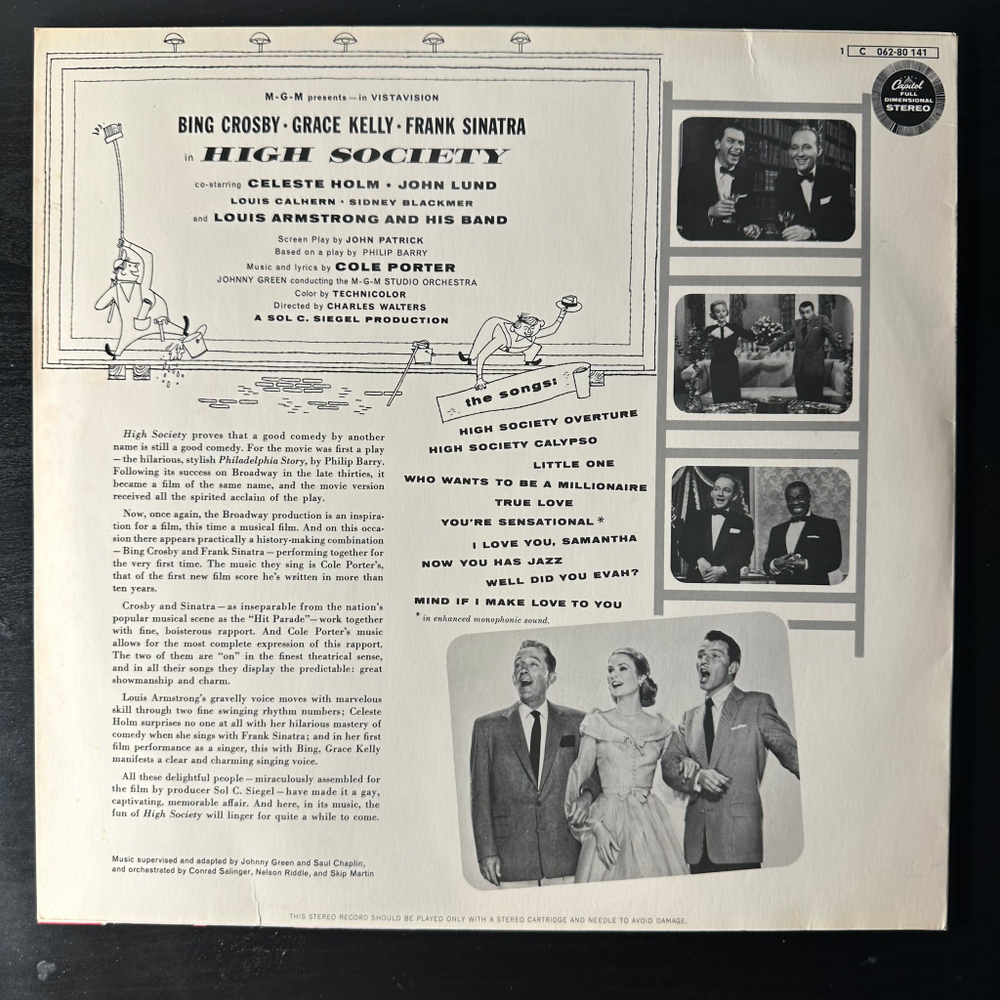 1 C 062-80 141
Capitol
FULL
DIMENSIONAL
STEREO
M-G-M presents — in VISTAVISION
BING CROSBY · GRACE KELLY · FRANK SINATRA
in HIGH SOCIETY
co-starring CELESTE HOLM • JOHN LUND
LOUIS CALHERN · SIDNEY BLACKMER
and LOUIS ARMSTRONG AND HIS BAND
Screen Play by JOHN PATRICK
Based on a play by PHILIP BARRY
Music and lyrics by COLE PORTER
JOHNNY GREEN conducting the M-G-M STUDIO ORCHESTRA
Color by TECHNICOLOR
Directed by CHARLES WALTERS
A SOL C. SIEGEL PRODUCTION
the songs:
HIGH SOCIETY OVERTURE
HIGH SOCIETY CALYPSO
LITTLE ONE
WHO WANTS TO BE A MILLIONAIRE
TRUE LOVE
YOU'RE SENSATIONAL *
I LOVE YOU, SAMANTHA
NOW YOU HAS JAZZ
WELL DID YOU EVAH?
MIND IF I MAKE LOVE TO YOU
* in enhanced monophonic sound.
High Society proves that a good comedy by another
name is still a good comedy. For the movie was first a play
— the hilarious, stylish Philadelphia Story, by Philip Barry.
Following its success on Broadway in the late thirties, it
became a film of the same name, and the movie version
received all the spirited acclaim of the play.
Now, once again, the Broadway production is an inspira-
tion for a film, this time a musical film. And on this occa-
sion there appears practically a history-making combination
— Bing Crosby and Frank Sinatra — performing together for
the very first time. The music they sing is Cole Porter's,
that of the first new film score he's written in more than
ten years.
Crosby and Sinatra — as inseparable from the nation's
popular musical scene as the "Hit Parade" — work together
with fine, boisterous rapport. And Cole Porter's music
allows for the most complete expression of this rapport.
The two of them are "on" in the finest theatrical sense,
and in all their songs they display the predictable: great
showmanship and charm.
Louis Armstrong's gravelly voice moves with marvelous
skill through two fine swinging rhythm numbers; Celeste
Holm surprises no one at all with her hilarious mastery of
comedy when she sings with Frank Sinatra; and in her first
film performance as a singer, this with Bing, Grace Kelly
manifests a clear and charming singing voice.
All these delightful people — miraculously assembled for
the film by producer Sol C. Siegel — have made it a gay,
captivating, memorable affair. And here, in its music, the
fun of High Society will linger for quite a while to come.
Music supervised and adapted by Johnny Green and Saul Chaplin,
and orchestrated by Conrad Salinger, Nelson Riddle, and Skip Martin
THIS STEREO RECORD SHOULD BE PLAYED ONLY WITH A STEREO CARTRIDGE AND NEEDLE TO AVOID DAMAGE.